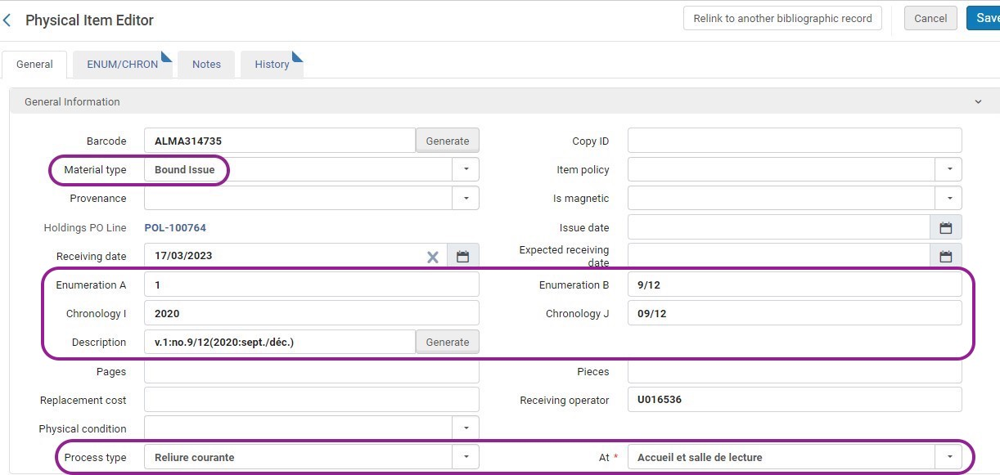 Physical Item Editor
Relink to another bibliographic record
Cancel
Save
General
ENUM/CHRON
Notes
History
General Information
Barcode ALMA314735 Generate Copy ID
Material type Bound Issue Item policy
Provenance Is magnetic
Holdings PO Line POL-100764 Issue date
Receiving date 17/03/2023 Expected receiving
date
Enumeration A 1 Enumeration B 9/12
Chronology I 2020 Chronology J 09/12
Description v.1:no.9/12(2020:sept./déc.) Generate
Pages Pieces
Replacement cost Receiving operator U016536
Physical condition
Process type Reliure courante At * Accueil et salle de lecture